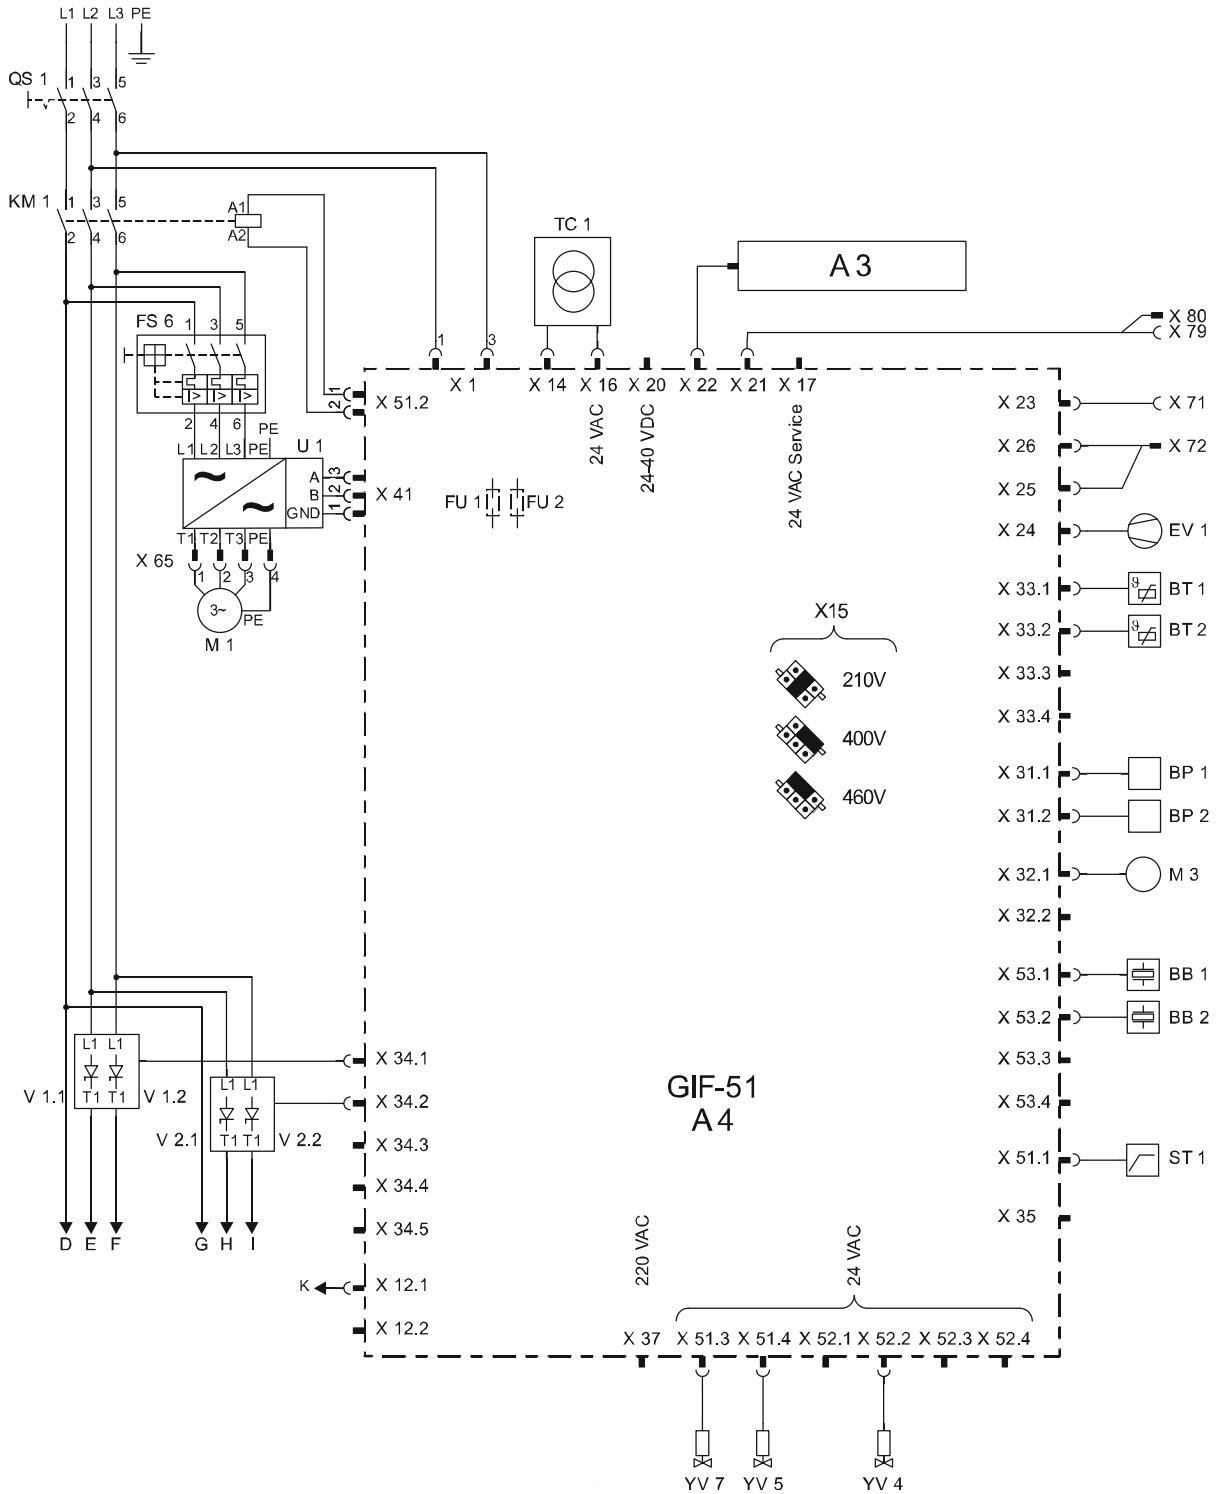 L1 L2 L3 PE
QS 1
1 3 5
2 4 6
KM 1
1 3 5
2 4 6
A1
A2
TC 1
A 3
X 80
X 79
FS 6
1 3 5
2 4 6
PE
1 3
X 1 X 14 X 16 X 20 X 22 X 21 X 17
24 VAC
24-40 VDC
24 VAC Service
1
2
X 51.2
X 23 X 71
X 26 X 72
X 25
X 24 EV 1
I> I> I>
U 1
L1 L2 L3 PE
~
~
A 3
B 2
GND 1
X 41
T1 T2 T3 PE
X 65
1 2 3 4
3~
PE
M 1
FU 1 FU 2
X 33.1 ϑ BT 1
X 33.2 ϑ BT 2
X 33.3
X 33.4
X15
210V
400V
460V
X 31.1 BP 1
X 31.2 BP 2
X 32.1 M 3
X 32.2
X 53.1 BB 1
X 53.2 BB 2
X 53.3
X 53.4
X 51.1 ST 1
X 35
L1 L1
T1 T1
V 1.1 V 1.2
L1 L1
T1 T1
V 2.1 V 2.2
X 34.1
X 34.2
X 34.3
X 34.4
X 34.5
K X 12.1
X 12.2
GIF-51
A 4
D E F G H I
220 VAC
24 VAC
X 37 X 51.3 X 51.4 X 52.1 X 52.2 X 52.3 X 52.4
YV 7 YV 5 YV 4